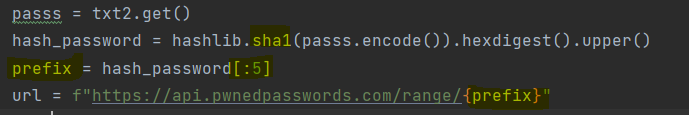 passs = txt2.get()
hash_password = hashlib.sha1(passs.encode()).hexdigest().upper()
prefix = hash_password[:5]
url = f"https://api.pwnedpasswords.com/range/{prefix}"